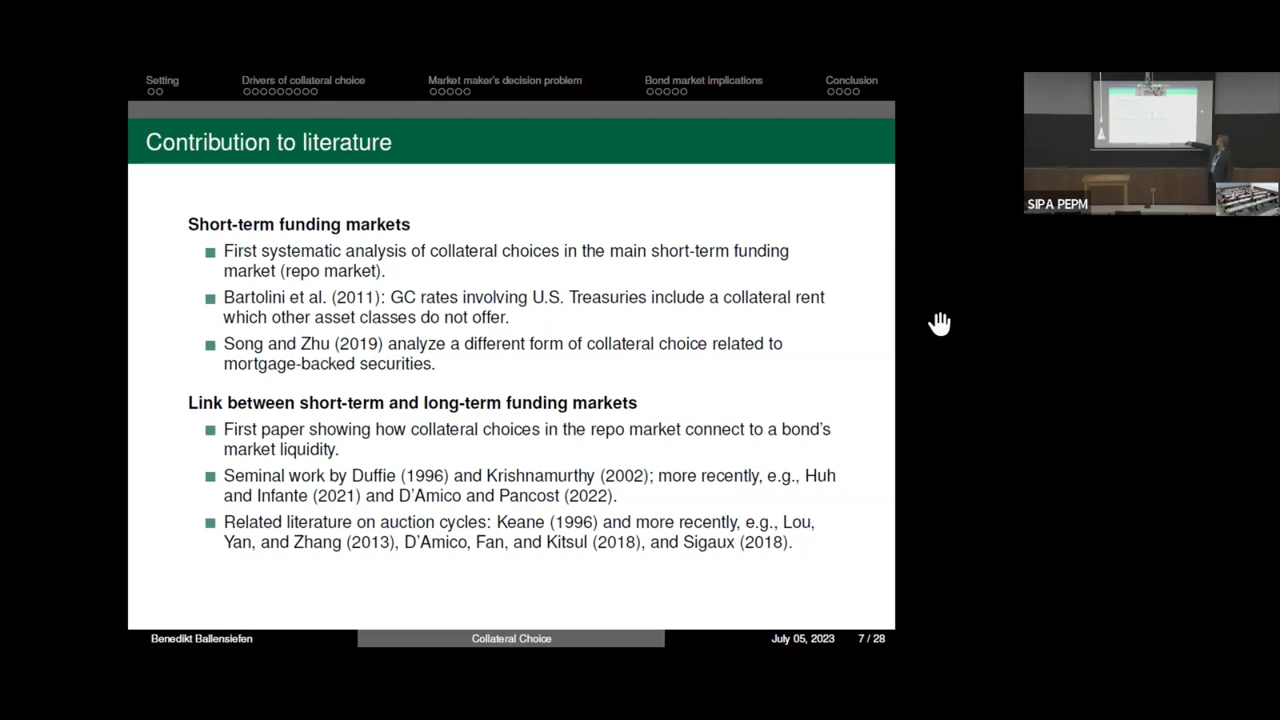 Setting
Drivers of collateral choice
Market maker's decision problem
Bond market implications
Conclusion
Contribution to literature
Short-term funding markets
First systematic analysis of collateral choices in the main short-term funding
market (repo market).
Bartolini et al. (2011): GC rates involving U.S. Treasuries include a collateral rent
which other asset classes do not offer.
Song and Zhu (2019) analyze a different form of collateral choice related to
mortgage-backed securities.
Link between short-term and long-term funding markets
First paper showing how collateral choices in the repo market connect to a bond's
market liquidity.
Seminal work by Duffie (1996) and Krishnamurthy (2002); more recently, e.g., Huh
and Infante (2021) and D'Amico and Pancost (2022).
Related literature on auction cycles: Keane (1996) and more recently, e.g., Lou,
Yan, and Zhang (2013), D'Amico, Fan, and Kitsul (2018), and Sigaux (2018).
Benedikt Ballensiefen
Collateral Choice
July 05, 2023 7 / 28
SIPA PEPM